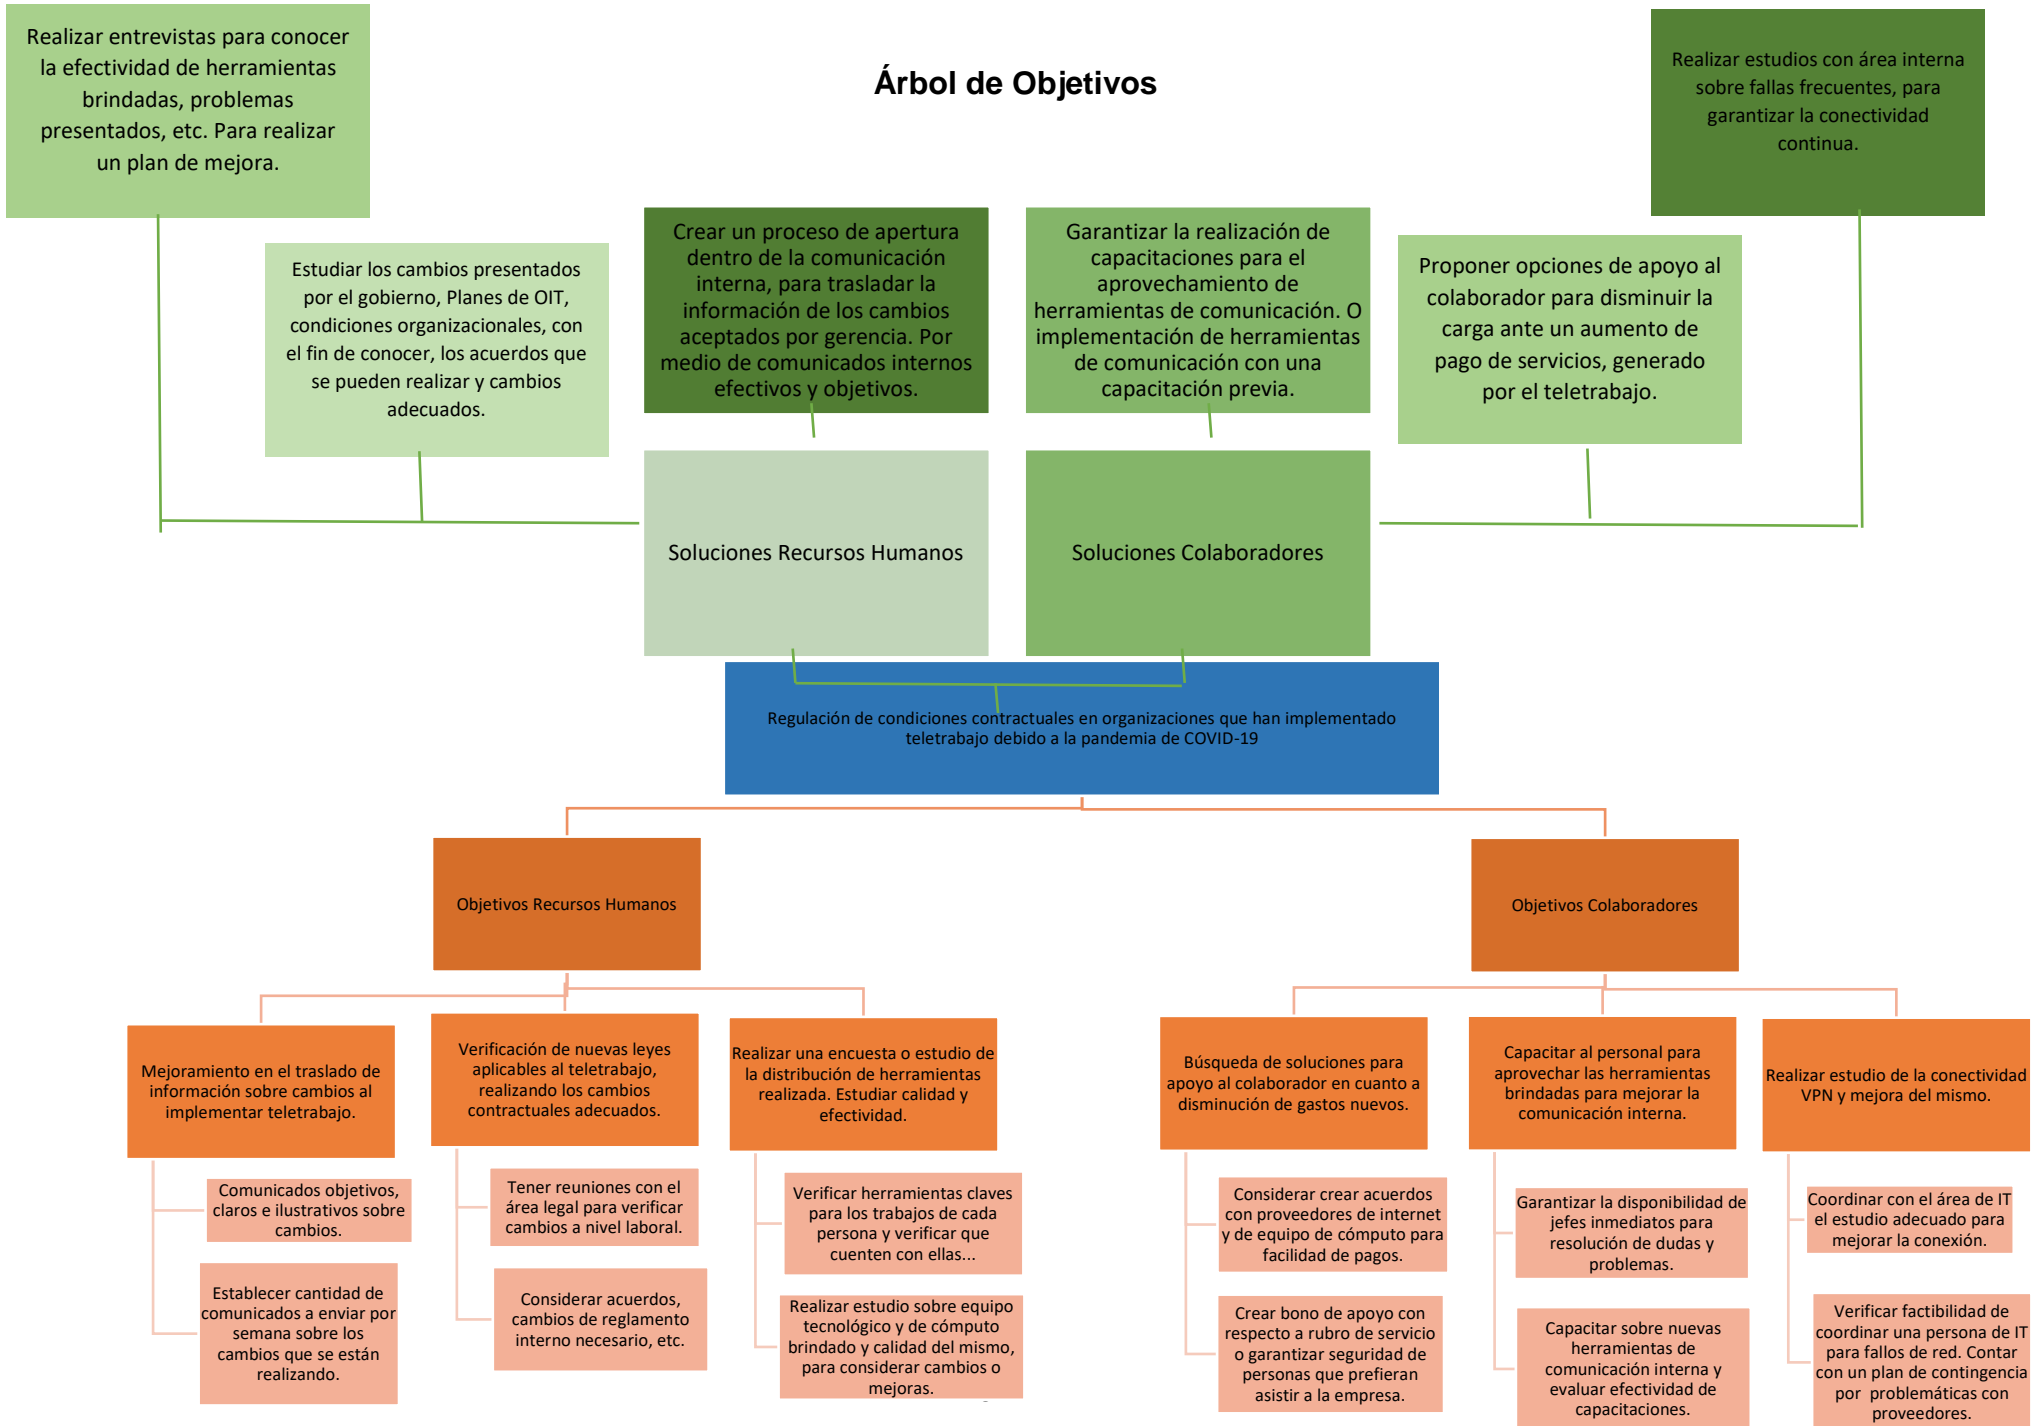 Árbol de Objetivos
Realizar entrevistas para conocer
la efectividad de herramientas
brindadas, problemas
presentados, etc. Para realizar
un plan de mejora.
Realizar estudios con área interna
sobre fallas frecuentes, para
garantizar la conectividad
continua.
Estudiar los cambios presentados
por el gobierno, Planes de OIT,
condiciones organizacionales, con
el fin de conocer, los acuerdos que
se pueden realizar y cambios
adecuados.
Crear un proceso de apertura
dentro de la comunicación
interna, para trasladar la
información de los cambios
aceptados por gerencia. Por
medio de comunicados internos
efectivos y objetivos.
Garantizar la realización de
capacitaciones para el
aprovechamiento de
herramientas de comunicación. O
implementación de herramientas
de comunicación con una
capacitación previa.
Proponer opciones de apoyo al
colaborador para disminuir la
carga ante un aumento de
pago de servicios, generado
por el teletrabajo.
Soluciones Recursos Humanos
Soluciones Colaboradores
Regulación de condiciones contractuales en organizaciones que han implementado
teletrabajo debido a la pandemia de COVID-19
Objetivos Recursos Humanos
Objetivos Colaboradores
Mejoramiento en el traslado de
información sobre cambios al
implementar teletrabajo.
Verificación de nuevas leyes
aplicables al teletrabajo,
realizando los cambios
contractuales adecuados.
Realizar una encuesta o estudio de
la distribución de herramientas
realizada. Estudiar calidad y
efectividad.
Búsqueda de soluciones para
apoyo al colaborador en cuanto a
disminución de gastos nuevos.
Capacitar al personal para
aprovechar las herramientas
brindadas para mejorar la
comunicación interna.
Realizar estudio de la conectividad
VPN y mejora del mismo.
Comunicados objetivos,
claros e ilustrativos sobre
cambios.
Tener reuniones con el
área legal para verificar
cambios a nivel laboral.
Verificar herramientas claves
para los trabajos de cada
persona y verificar que
cuenten con ellas...
Considerar crear acuerdos
con proveedores de internet
y de equipo de cómputo para
facilidad de pagos.
Garantizar la disponibilidad de
jefes inmediatos para
resolución de dudas y
problemas.
Coordinar con el área de IT
el estudio adecuado para
mejorar la conexión.
Establecer cantidad de
comunicados a enviar por
semana sobre los
cambios que se están
realizando.
Considerar acuerdos,
cambios de reglamento
interno necesario, etc.
Realizar estudio sobre equipo
tecnológico y de cómputo
brindado y calidad del mismo,
para considerar cambios o
mejoras.
Crear bono de apoyo con
respecto a rubro de servicio
o garantizar seguridad de
personas que prefieran
asistir a la empresa.
Capacitar sobre nuevas
herramientas de
comunicación interna y
evaluar efectividad de
capacitaciones.
Verificar factibilidad de
coordinar una persona de IT
para fallos de red. Contar
con un plan de contingencia
por problemáticas con
proveedores.